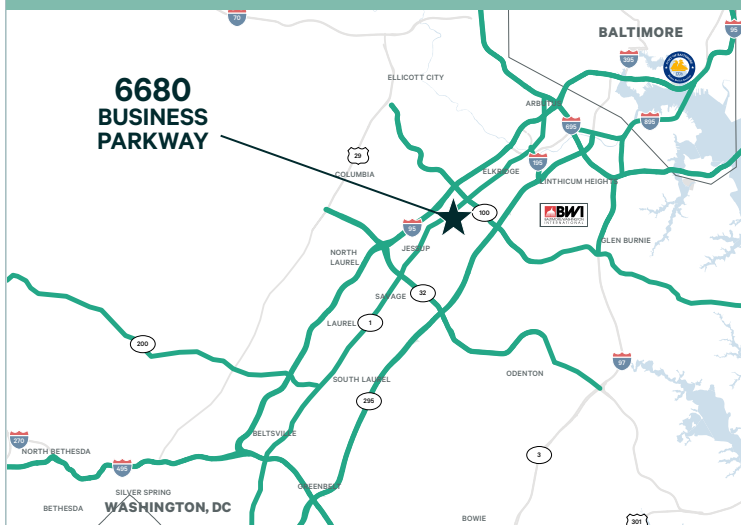 70
95
BALTIMORE
395
ELLICOTT CITY
6680
BUSINESS
PARKWAY
895
695
29
195
ELKRIDGE
COLUMBIA
LINTHICUM HEIGHTS
100
BWI
95
GLEN BURNIE
JESSUP
NORTH
LAUREL
32
SAVAGE
1
LAUREL
200
97
ODENTON
SOUTH LAUREL
295
BELTSVILLE
270
NORTH BETHESDA
3
495
GREENBELT
SILVER SPRING
BETHESDA
WASHINGTON, DC
BOWIE
301